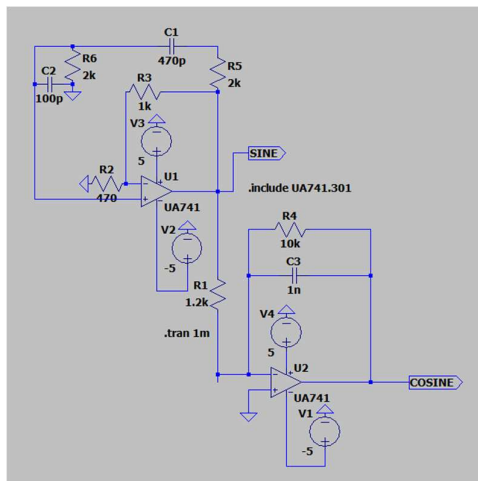 C1
470p
R6
2k
R5
2k
C2
100p
R3
1k
V3
5
SINE
R2
470
U1
UA741
.include UA741.301
V2
-5
R4
10k
C3
1n
R1
1.2k
V4
5
.tran 1m
U2
UA741
COSINE
V1
-5